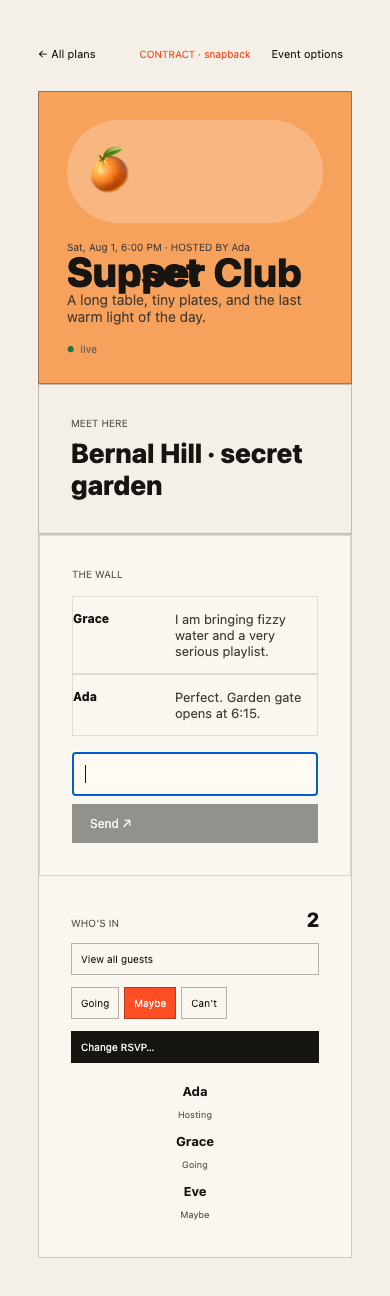 ← All plans
CONTRACT · snapback
Event options
Sat, Aug 1, 6:00 PM · HOSTED BY Ada
Club
A long table, tiny plates, and the last
warm light of the day.
live
MEET HERE
Bernal Hill · secret
garden
THE WALL
Grace
I am bringing fizzy
water and a very
serious playlist.
Ada
Perfect. Garden gate
opens at 6:15.
Send ↗
WHO'S IN
2
View all guests
Going
Maybe
Can't
Change RSVP...
Ada
Hosting
Grace
Going
Eve
Maybe